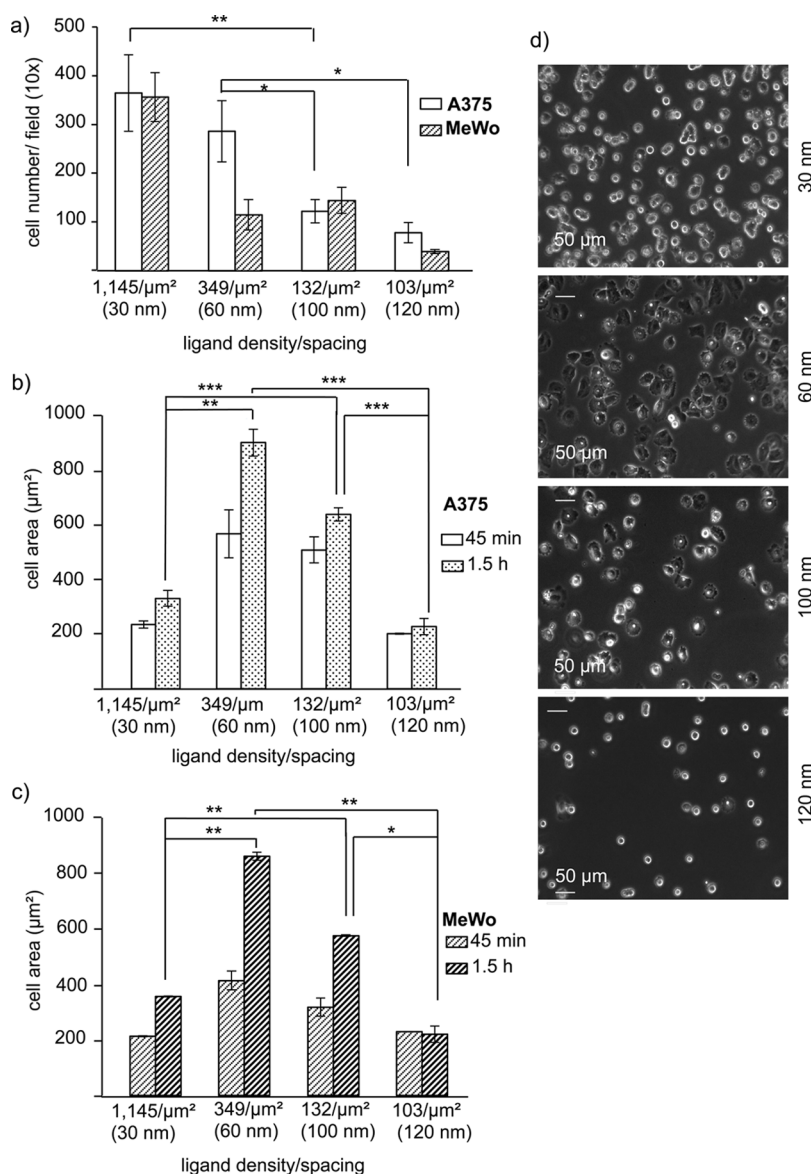 a)
500
400
300
200
100
cell number/ field (10x)
**
*
*
A375
MeWo
1,145/µm² 349/µm² 132/µm² 103/µm²
(30 nm) (60 nm) (100 nm) (120 nm)
ligand density/spacing
b)
1000
800
600
400
200
cell area (µm²)
***
**
***
***
A375
45 min
1.5 h
1,145/µm² 349/µm 132/µm² 103/µm²
(30 nm) (60 nm) (100 nm) (120 nm)
ligand density/spacing
c)
1000
800
600
400
200
cell area (µm²)
**
**
**
*
MeWo
45 min
1.5 h
1,145/µm² 349/µm² 132/µm² 103/µm²
(30 nm) (60 nm) (100 nm) (120 nm)
ligand density/spacing
d)
50 µm
30 nm
50 µm
60 nm
50 µm
100 nm
50 µm
120 nm